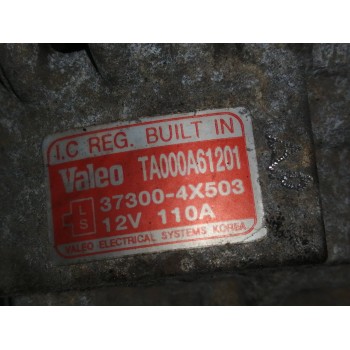 I.C REG. BUILT IN
Valeo TA000A61201
L S
37300-4X503
12V 110A
VALEO ELECTRICAL SYSTEMS KOREA